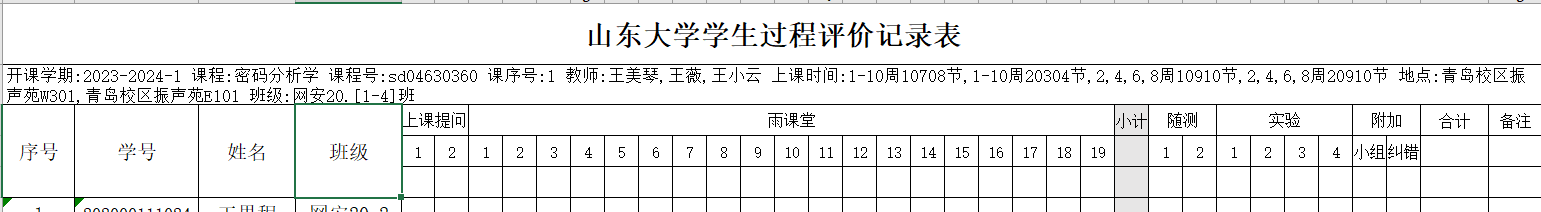 山东大学学生过程评价记录表
开课学期:2023-2024-1 课程:密码分析学 课程号:sd04630360 课序号:1 教师:王美琴,王薇,王小云 上课时间:1-10周10708节,1-10周20304节,2,4,6,8周10910节,2,4,6,8周20910节 地点:青岛校区振
声苑W301,青岛校区振声苑E101 班级:网安20.[1-4]班
序号 学号 姓名 班级 上课提问 雨课堂 小计 随测 实验 附加 合计 备注
1 2 1 2 3 4 5 6 7 8 9 10 11 12 13 14 15 16 17 18 19 1 2 1 2 3 4 小组 纠错